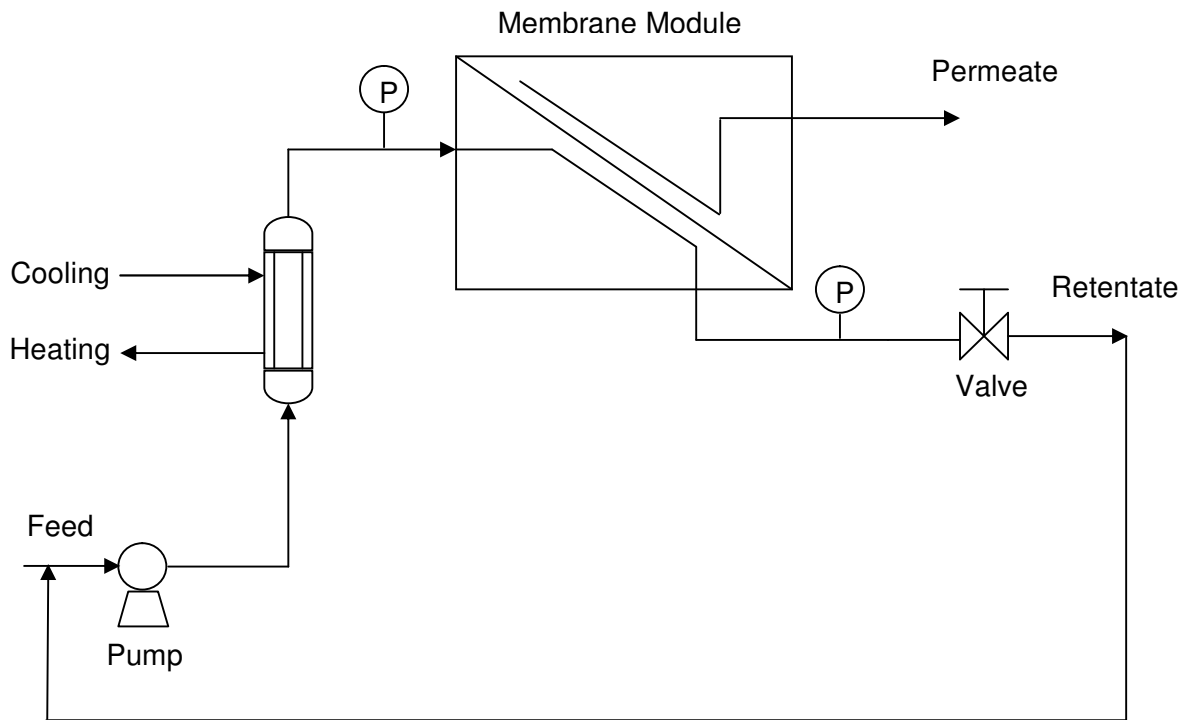 Membrane Module
Permeate
P
Cooling
P
Retentate
Heating
Valve
Feed
Pump